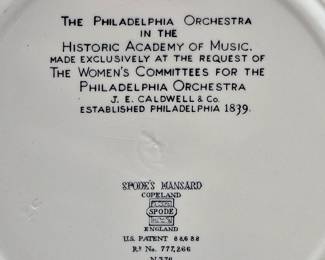 The Philadelphia Orchestra
in the
Historic Academy of Music.
made exclusively at the request of
The Women's Committees for the
Philadelphia Orchestra
J. E. Caldwell & Co.
established Philadelphia 1839.
SPODE'S MANSARD
COPELAND
SPODE
ENGLAND
U.S. PATENT
Rᴅ No. 777,266